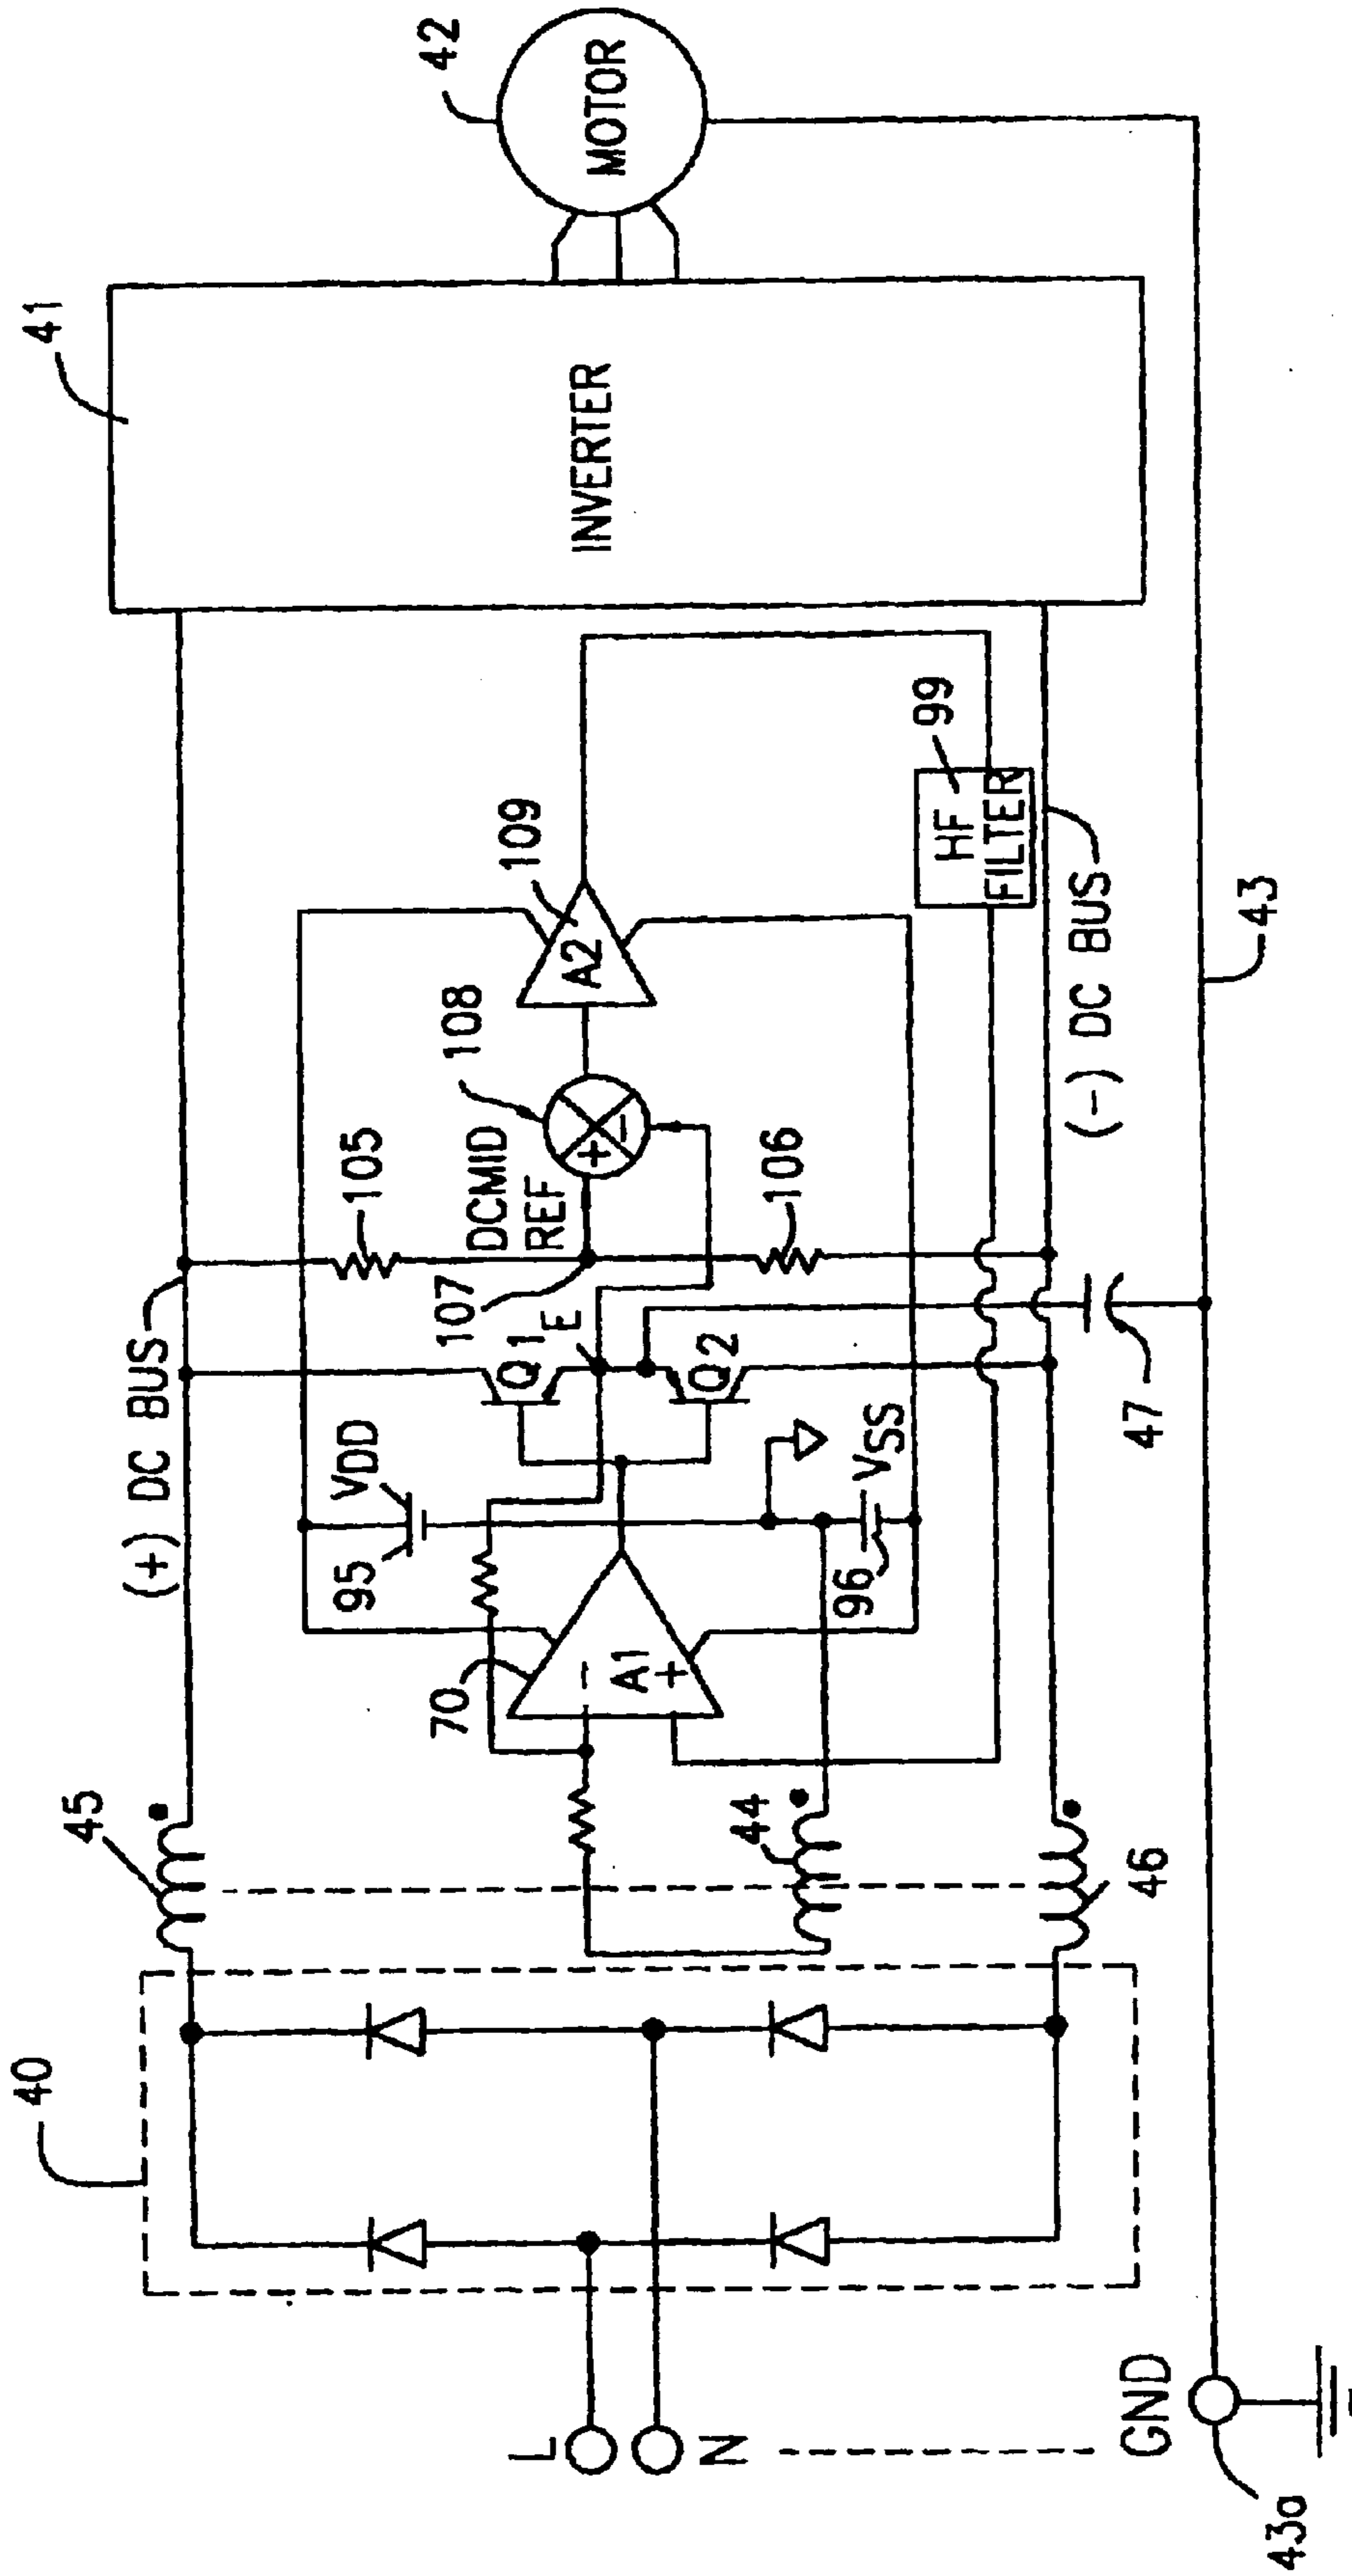 40
L
N
GND
43a
45
44
46
(+) DC BUS
70
A1
−
+
95
VDD
96
VSS
Q1
E
Q2
47
107
DCMID
REF
105
106
108
+
−
109
A2
HF
FILTER
99
(−) DC BUS
43
41
INVERTER
42
MOTOR